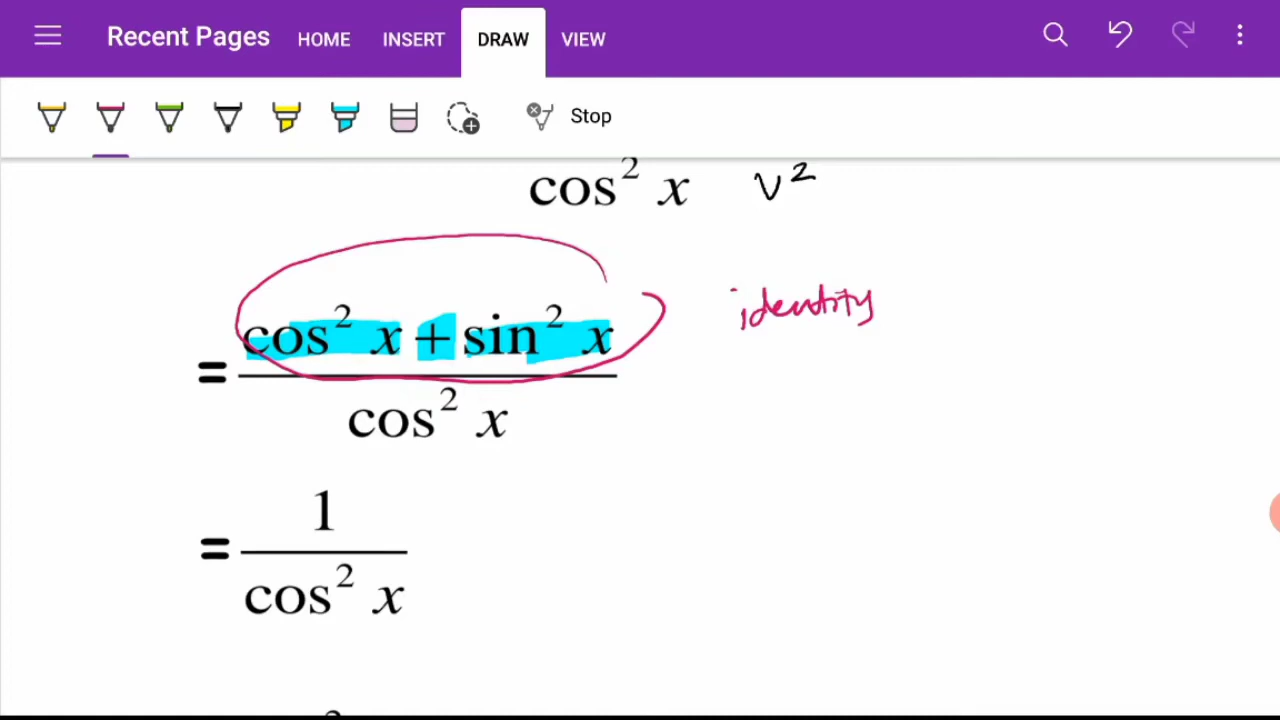 Recent Pages HOME INSERT DRAW VIEW
Stop
cos² x v²
cos² x + sin² x identity
=
cos² x
1
=
cos² x